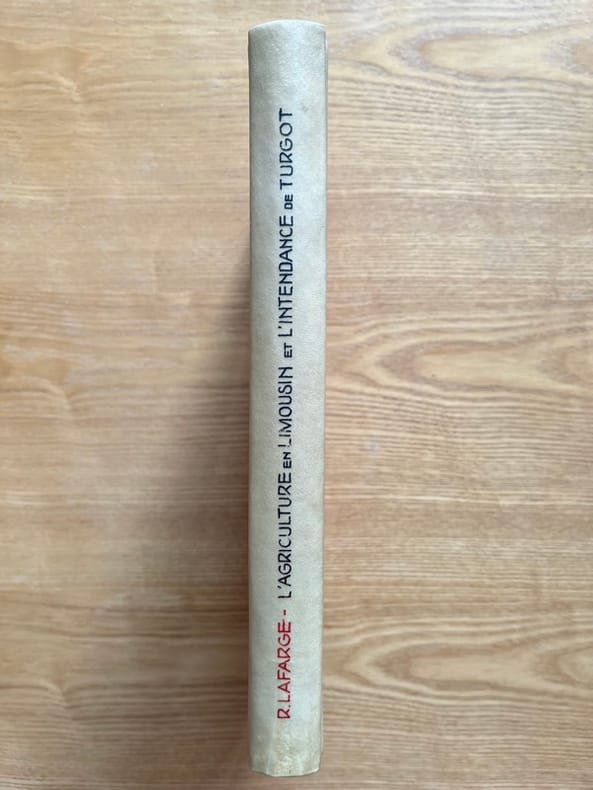 R. LAFARGE - L'AGRICULTURE EN LIMOUSIN ET L'INTENDANCE DE TURGOT